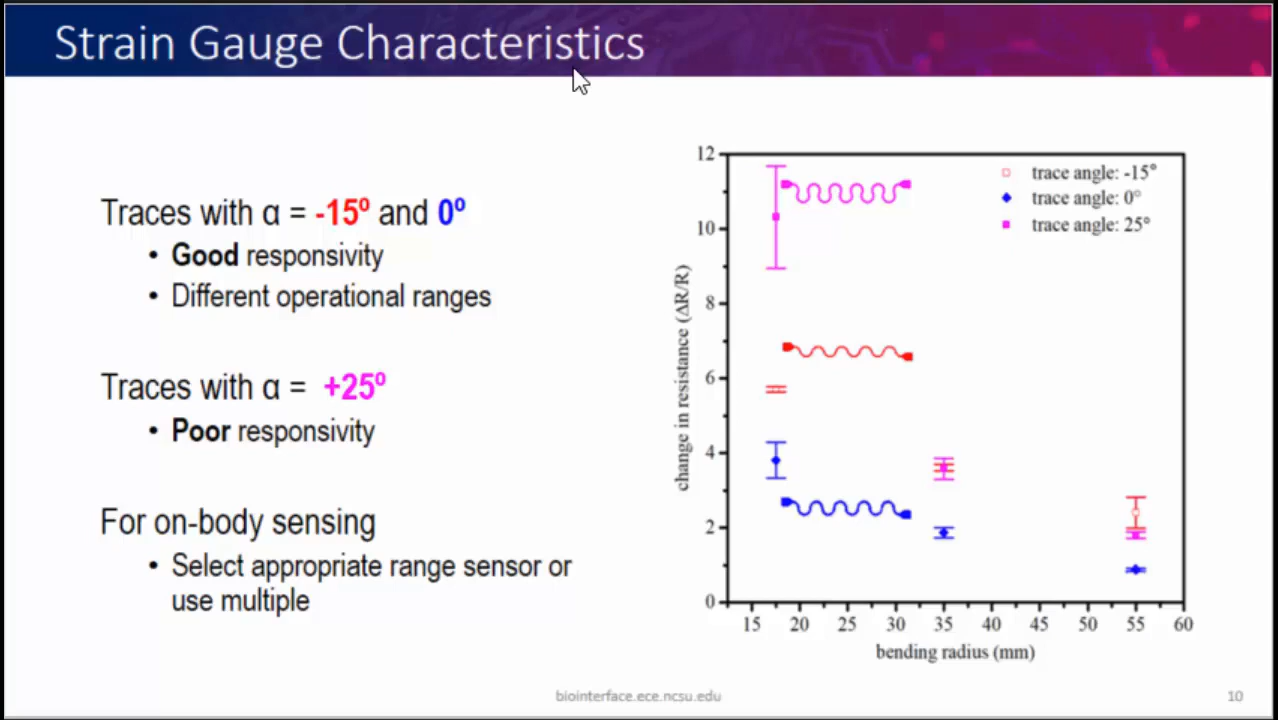 Strain Gauge Characteristics
Traces with α = -15º and 0º
• Good responsivity
• Different operational ranges
Traces with α = +25º
• Poor responsivity
For on-body sensing
• Select appropriate range sensor or
use multiple
trace angle: -15°
trace angle: 0°
trace angle: 25°
change in resistance (ΔR/R)
12
10
8
6
4
2
0
15 20 25 30 35 40 45 50 55 60
bending radius (mm)
biointerface.ece.ncsu.edu
10